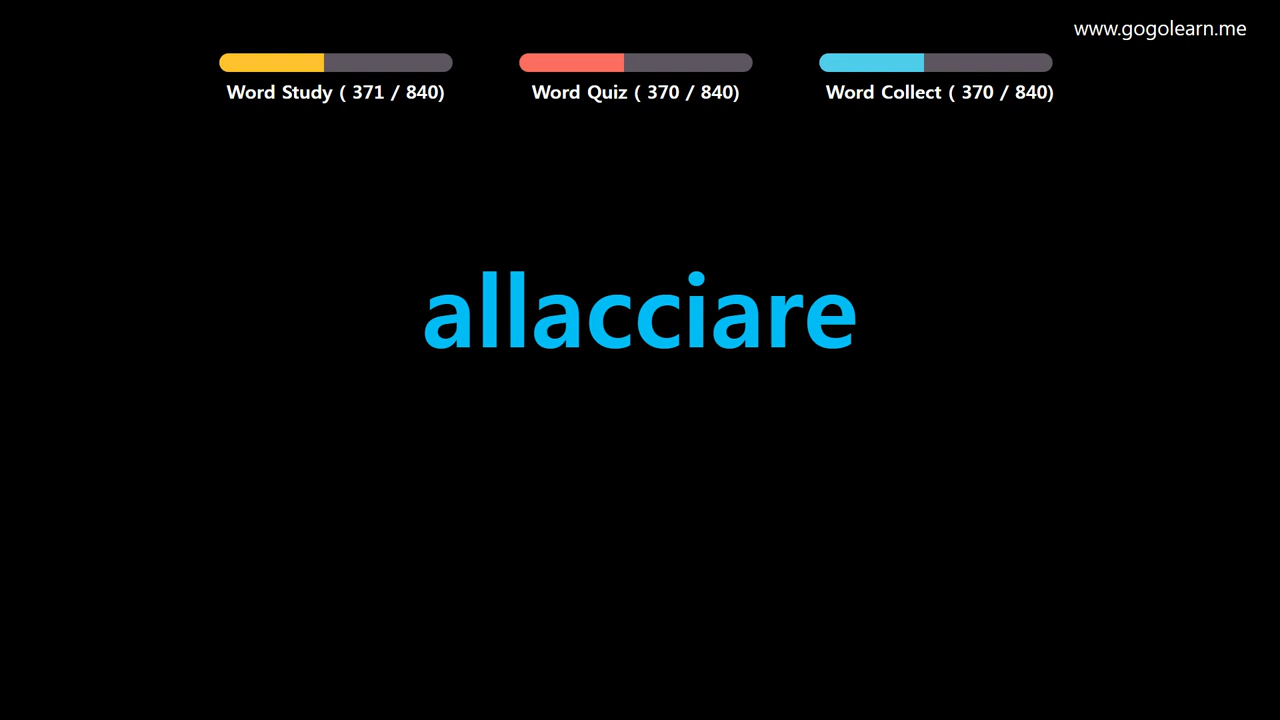 www.gogolearn.me
Word Study ( 371 / 840)
Word Quiz ( 370 / 840)
Word Collect ( 370 / 840)
allacciare